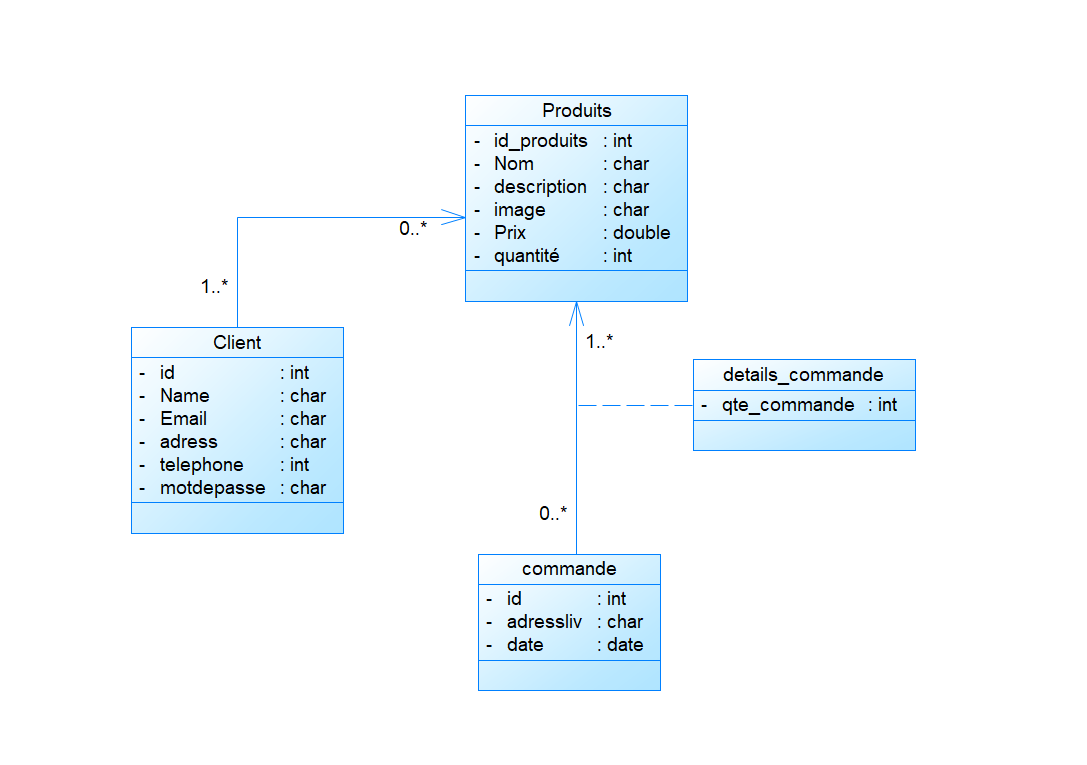 Produits
- id_produits : int
- Nom : char
- description : char
- image : char
- Prix : double
- quantité : int
0..*
1..*
Client
- id : int
- Name : char
- Email : char
- adress : char
- telephone : int
- motdepasse : char
1..*
details_commande
- qte_commande : int
0..*
commande
- id : int
- adressliv : char
- date : date